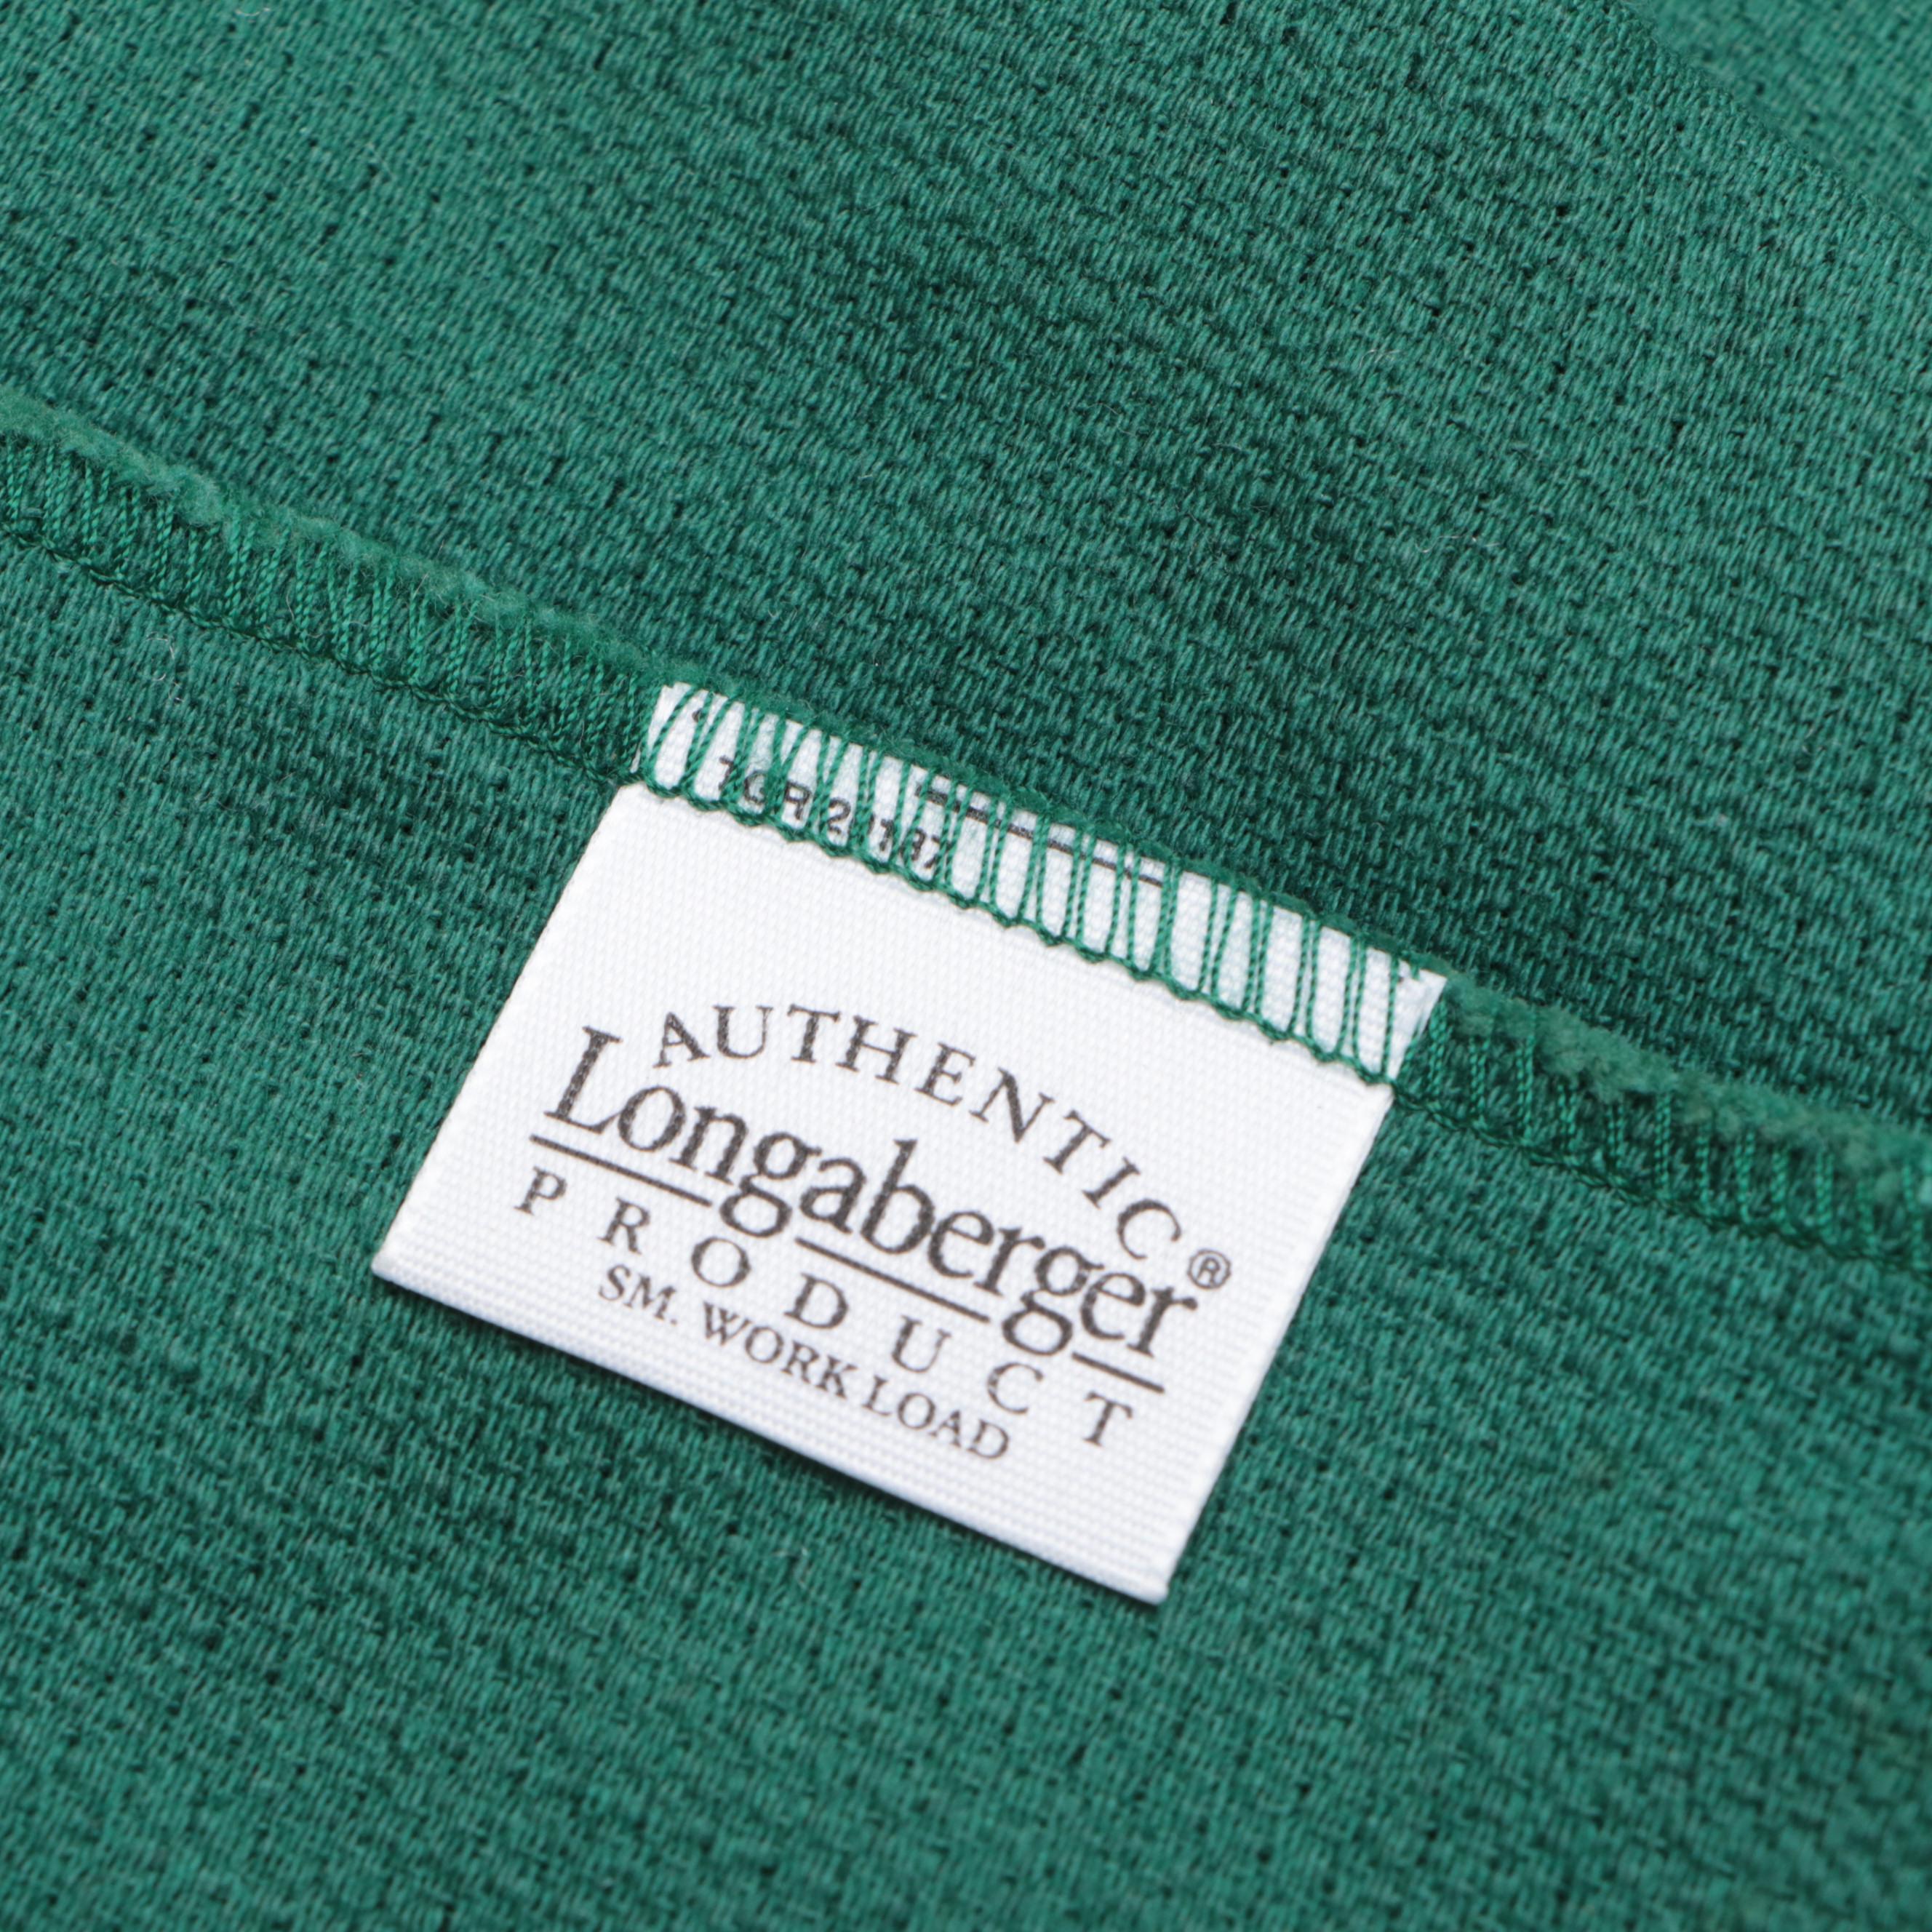 AUTHENTIC
Longaberger®
PRODUCT
SM. WORK LOAD